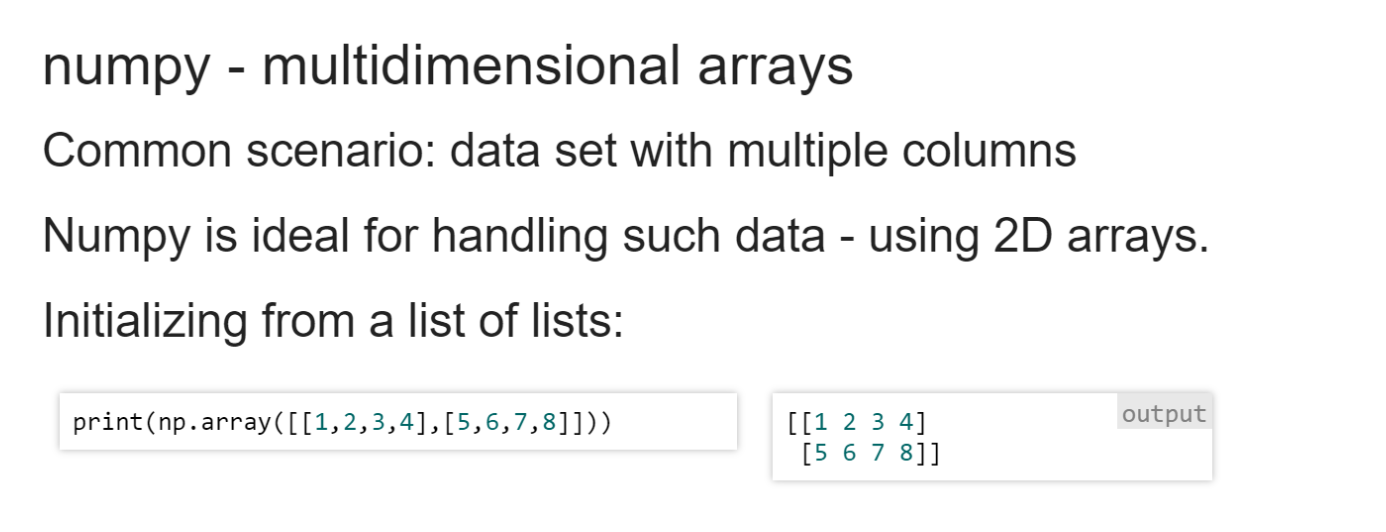 numpy - multidimensional arrays
Common scenario: data set with multiple columns
Numpy is ideal for handling such data - using 2D arrays.
Initializing from a list of lists:
print(np.array([[1,2,3,4],[5,6,7,8]]))
output
[[1 2 3 4]
 [5 6 7 8]]